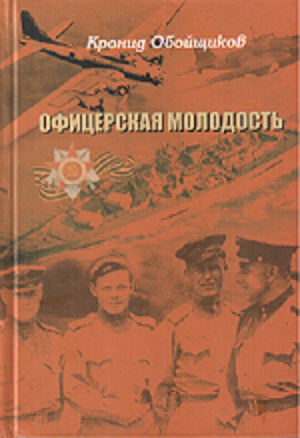 Кронид Обойщиков
ОФИЦЕРСКАЯ МОЛОДОСТЬ